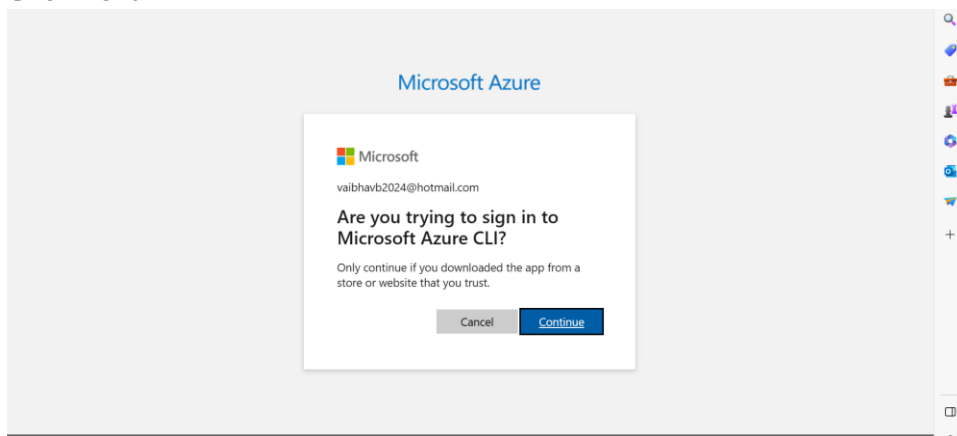 Microsoft Azure
Microsoft
vaibhavb2024@hotmail.com
Are you trying to sign in to
Microsoft Azure CLI?
Only continue if you downloaded the app from a
store or website that you trust.
Cancel Continue